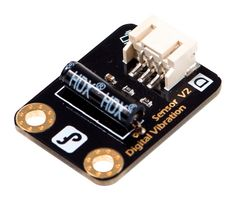 HDX HDX
Sensor V2
Digital Vibration
D